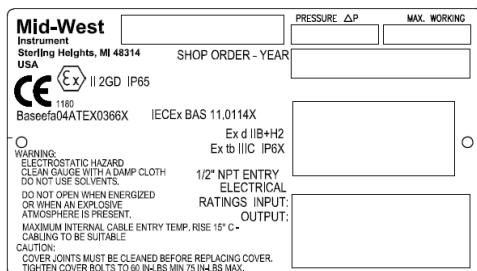 Mid-West
Instrument
Sterling Heights, MI 48314
USA
PRESSURE △P
MAX. WORKING
SHOP ORDER - YEAR
CE
Ex
II 2GD IP65
1180
Baseefa04ATEX0366X
IECEx BAS 11.0114X
Ex d IIB+H2
Ex tb IIIC IP6X
WARNING:
ELECTROSTATIC HAZARD
CLEAN GAUGE WITH A DAMP CLOTH
DO NOT USE SOLVENTS.
DO NOT OPEN WHEN ENERGIZED
OR WHEN AN EXPLOSIVE
ATMOSPHERE IS PRESENT.
1/2" NPT ENTRY
ELECTRICAL
RATINGS INPUT:
OUTPUT:
MAXIMUM INTERNAL CABLE ENTRY TEMP. RISE 15° C -
CABLING TO BE SUITABLE
CAUTION:
COVER JOINTS MUST BE CLEANED BEFORE REPLACING COVER.
TIGHTEN COVER BOLTS TO 60 IN-LBS MIN 75 IN-LBS MAX.